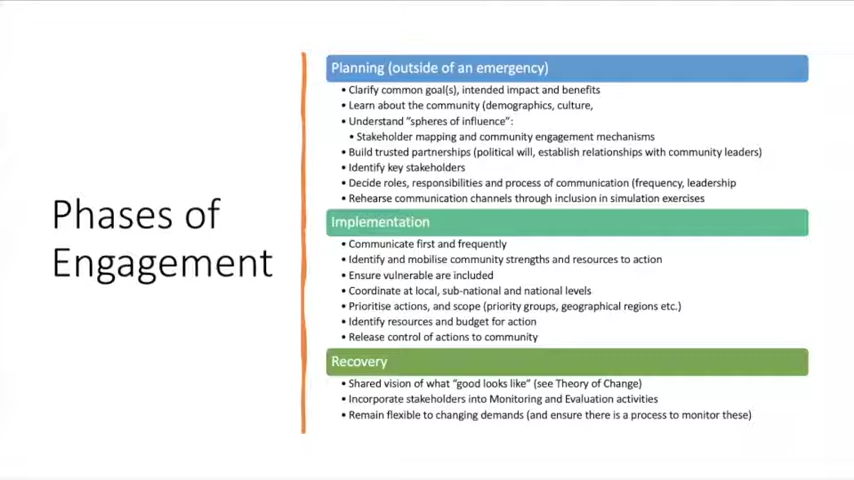 Phases of
Engagement
Planning (outside of an emergency)
• Clarify common goal(s), intended impact and benefits
• Learn about the community (demographics, culture,
• Understand "spheres of influence":
• Stakeholder mapping and community engagement mechanisms
• Build trusted partnerships (political will, establish relationships with community leaders)
• Identify key stakeholders
• Decide roles, responsibilities and process of communication (frequency, leadership
• Rehearse communication channels through inclusion in simulation exercises
Implementation
• Communicate first and frequently
• Identify and mobilise community strengths and resources to action
• Ensure vulnerable are included
• Coordinate at local, sub-national and national levels
• Prioritise actions, and scope (priority groups, geographical regions etc.)
• Identify resources and budget for action
• Release control of actions to community
Recovery
• Shared vision of what "good looks like" (see Theory of Change)
• Incorporate stakeholders into Monitoring and Evaluation activities
• Remain flexible to changing demands (and ensure there is a process to monitor these)